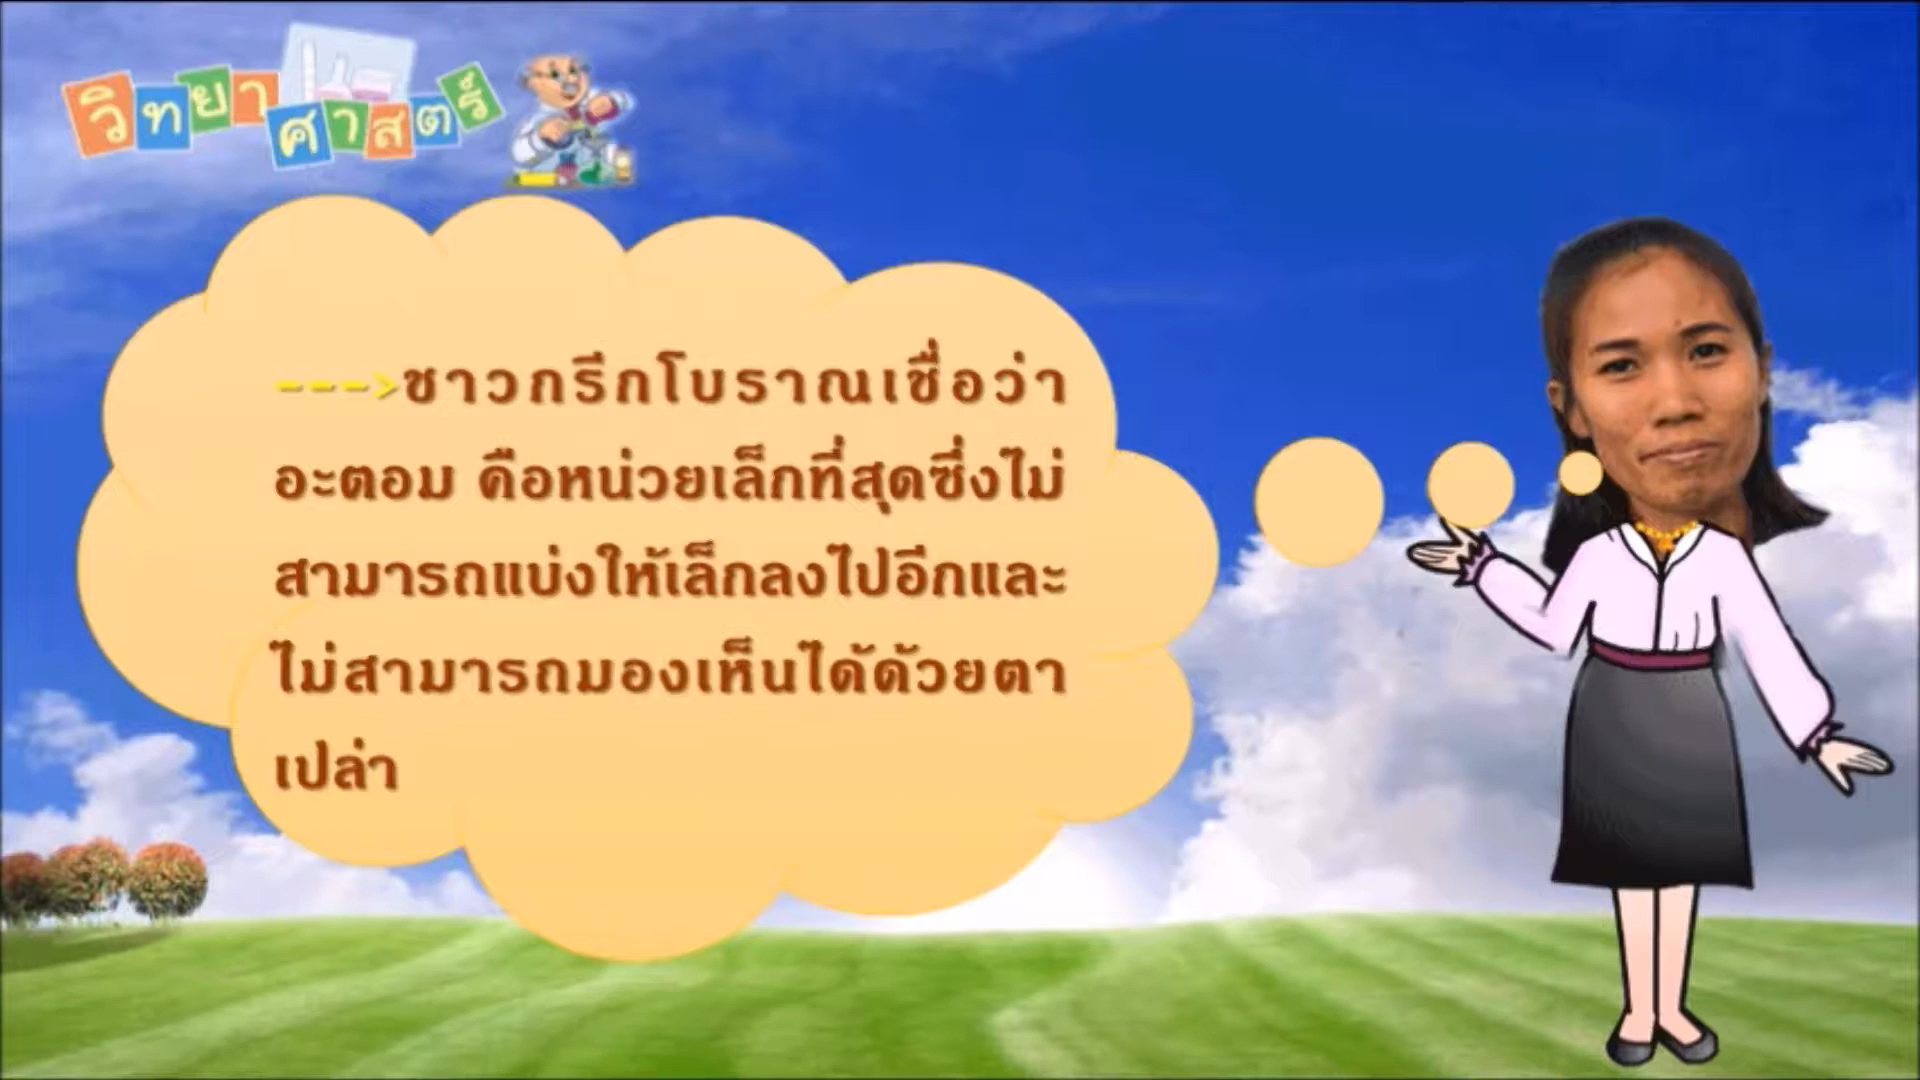 วิทยา
ศาสตร์
--->ชาวกรีกโบราณเชื่อว่า
อะตอม คือหน่วยเล็กที่สุดซึ่งไม่
สามารถแบ่งให้เล็กลงไปอีกและ
ไม่สามารถมองเห็นได้ด้วยตา
เปล่า